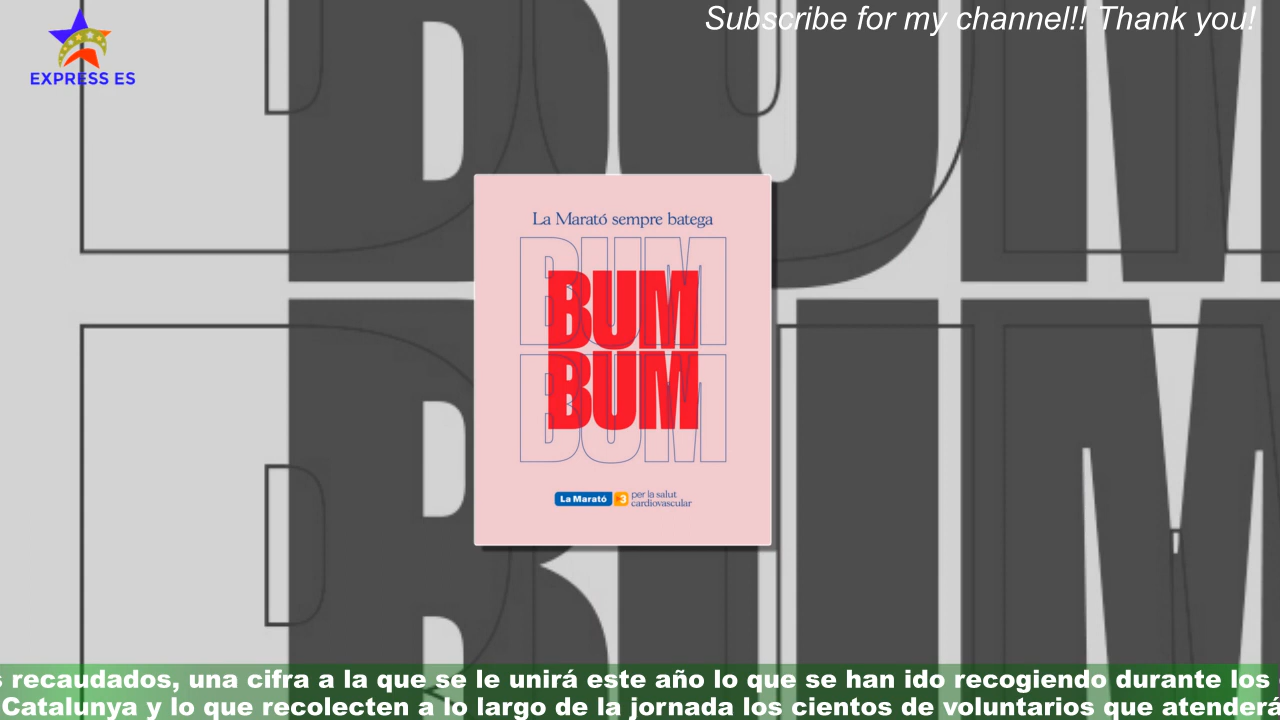 Subscribe for my channel!! Thank you!
EXPRESS ES
La Marató sempre batega
BUM
BUM
BUM
BUM
La Marató 3 per la salut
cardiovascular
recaudados, una cifra a la que se le unirá este año lo que se han ido recogiendo durante los
Catalunya y lo que recolecten a lo largo de la jornada los cientos de voluntarios que atenderá